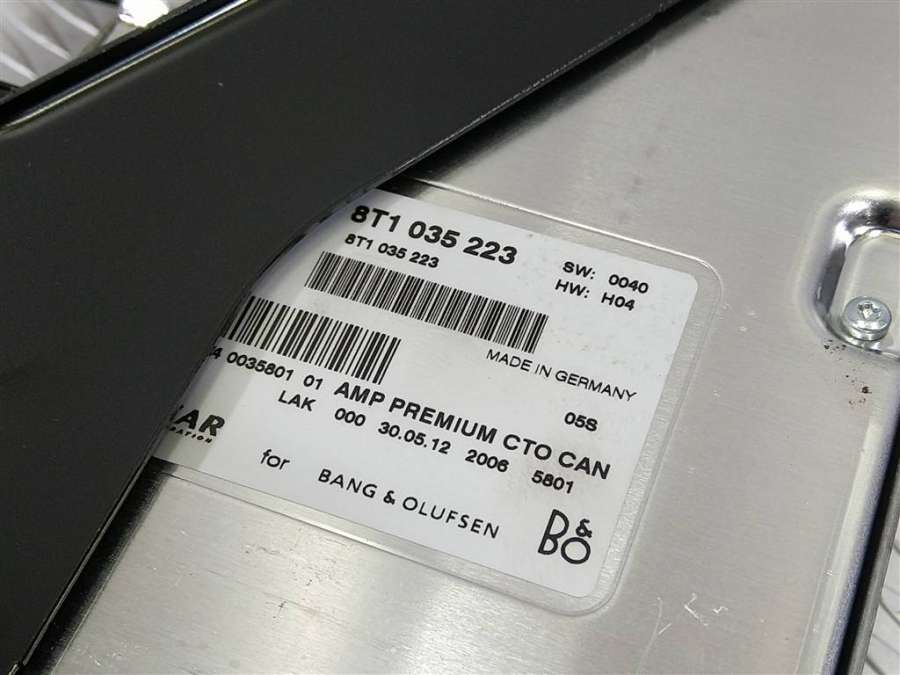 8T1 035 223
8T1 035 223
SW: 0040
HW: H04
MADE IN GERMANY
4 0035801 01
AMP PREMIUM CTO CAN
05S
LAK 000 30.05.12 2006 5801
for BANG & OLUFSEN
B&O